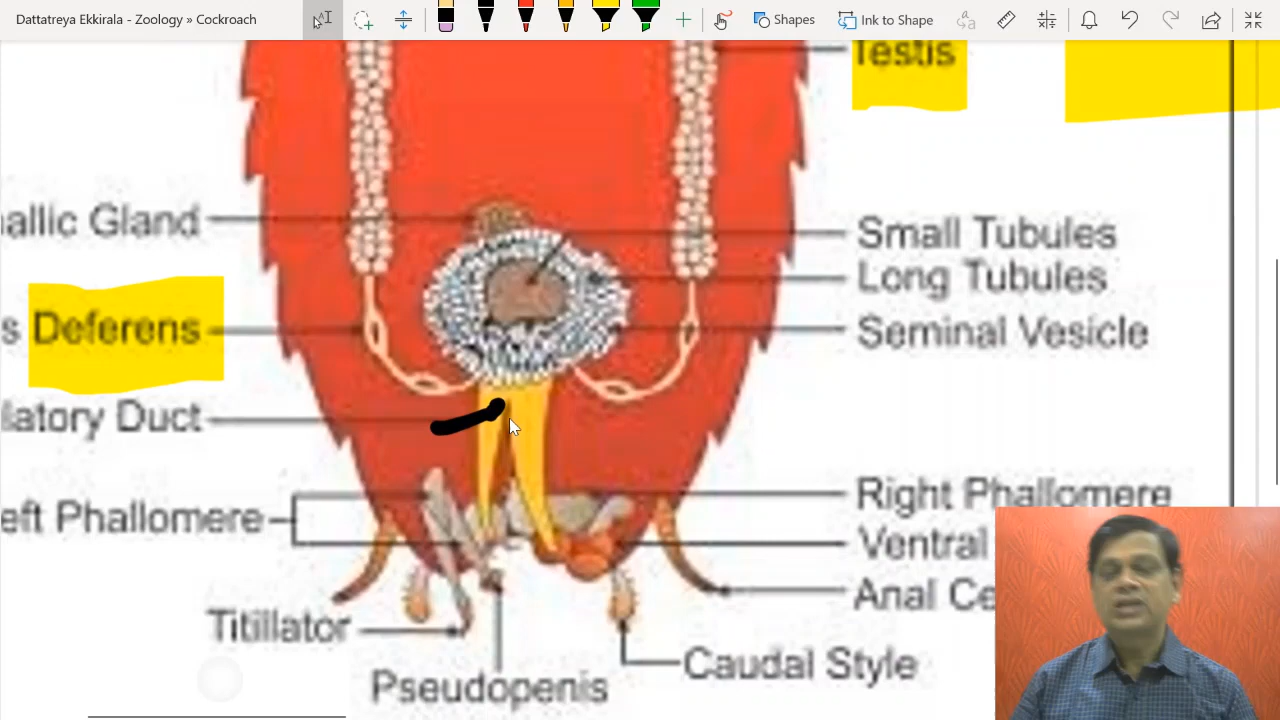 Dattatreya Ekkirala - Zoology » Cockroach
Shapes
Ink to Shape
Testis
allic Gland
Small Tubules
Long Tubules
s Deferens
Seminal Vesicle
latory Duct
Right Phallomere
eft Phallomere
Ventral
Anal Ce
Titillator
Caudal Style
Pseudopenis